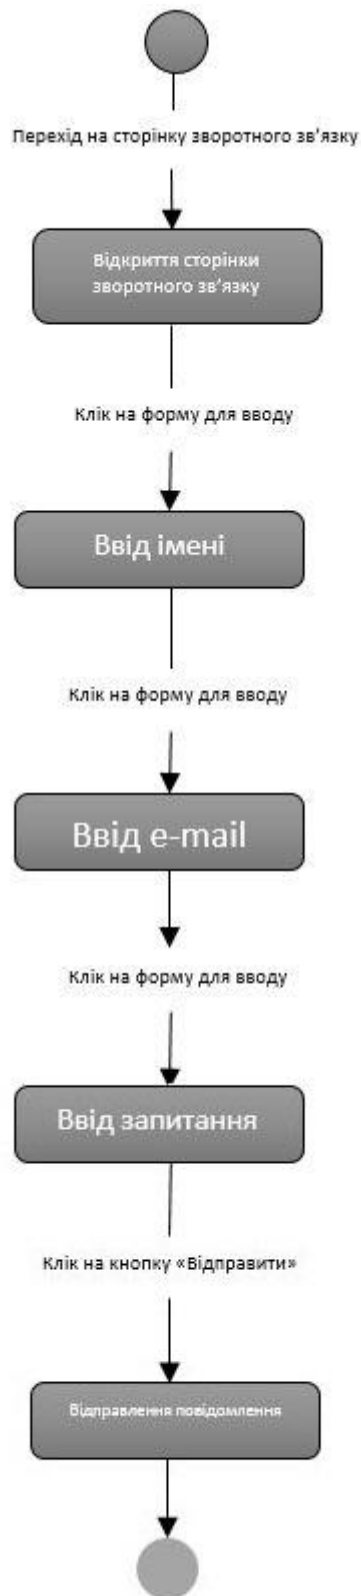 Перехід на сторінку зворотного зв’язку
Відкриття сторінки
зворотного зв’язку
Клік на форму для вводу
Ввід імені
Клік на форму для вводу
Ввід e-mail
Клік на форму для вводу
Ввід запитання
Клік на кнопку «Відправити»
Відправлення повідомлення